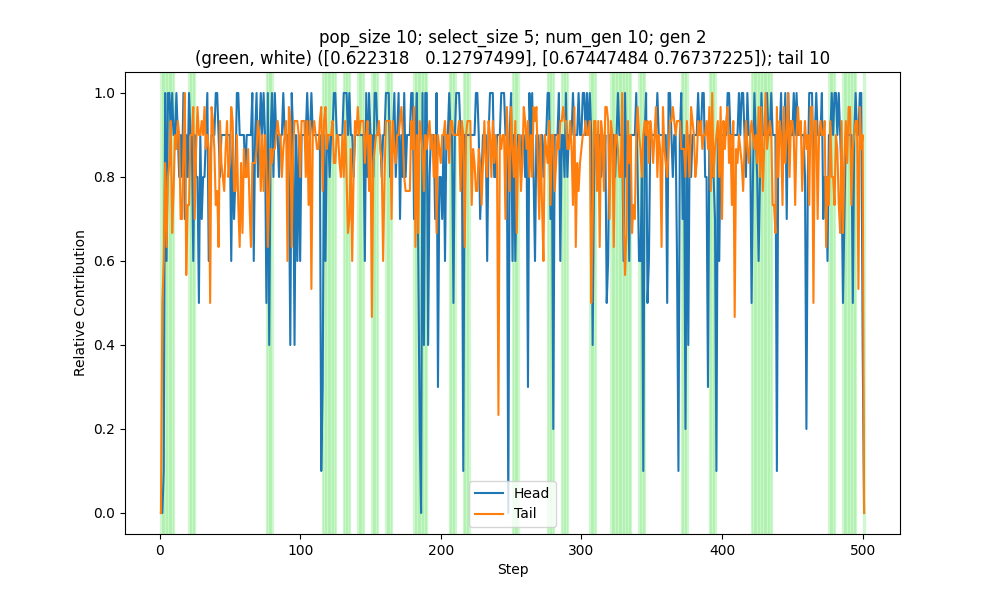 pop_size 10; select_size 5; num_gen 10; gen 2
(green, white) ([0.622318   0.12797499], [0.67447484 0.76737225]); tail 10
1.0
0.8
0.6
0.4
0.2
0.0
Relative Contribution
Head
Tail
0
100
200
300
400
500
Step